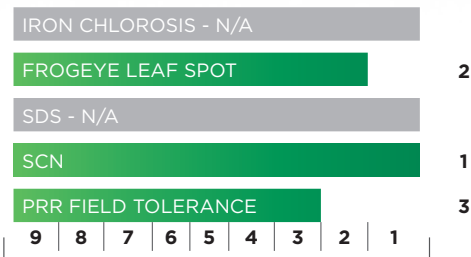 IRON CHLOROSIS - N/A
FROGEYE LEAF SPOT 2
SDS - N/A
SCN 1
PRR FIELD TOLERANCE 3
9 8 7 6 5 4 3 2 1